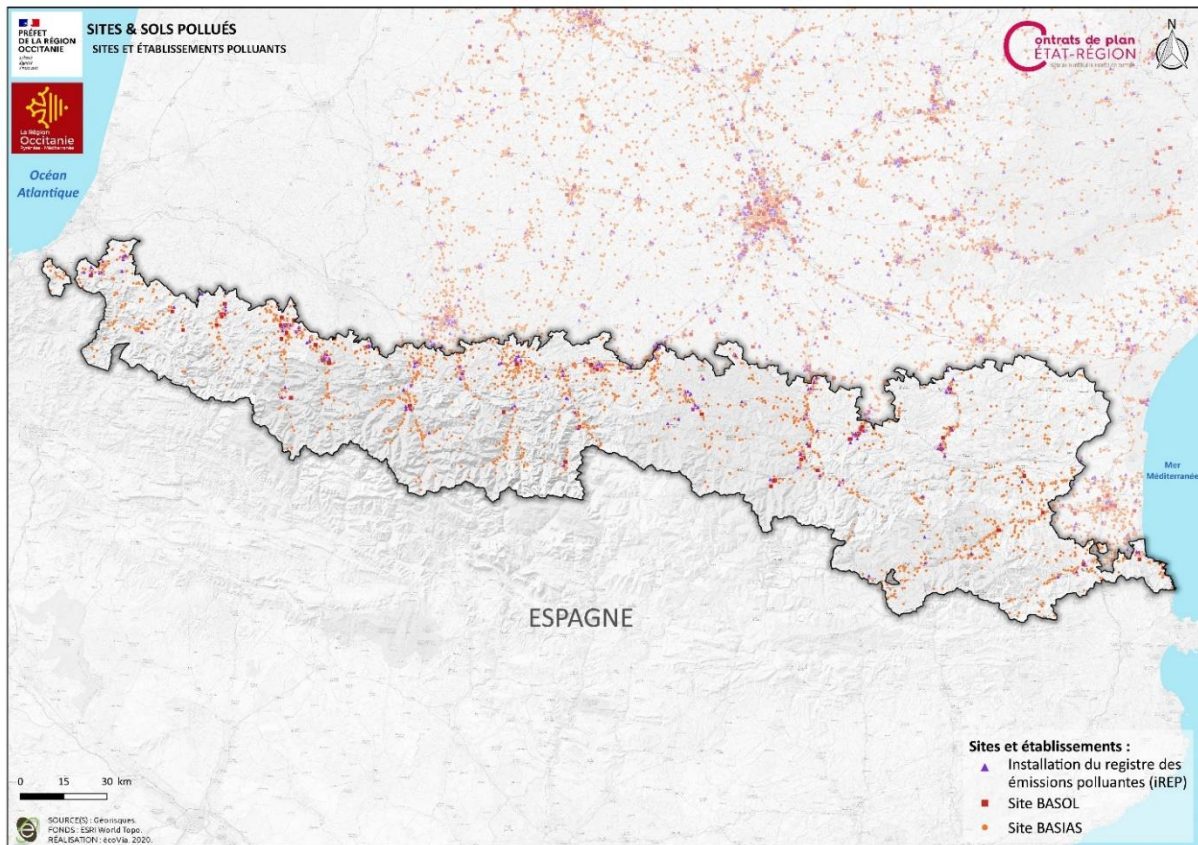 PRÉFET
DE LA RÉGION
OCCITANIE
SITES & SOLS POLLUÉS
SITES ET ÉTABLISSEMENTS POLLUANTS
Contrats de plan
ÉTAT-RÉGION
N
La Région
Occitanie
Pyrénées - Méditerranée
Océan
Atlantique
Mer
Méditerranée
ESPAGNE
Sites et établissements :
Installation du registre des
émissions polluantes (iREP)
Site BASOL
Site BASIAS
0 15 30 km
SOURCE(S) : Géorisques.
FONDS : ESRI World Topo.
RÉALISATION : écoVia, 2020.